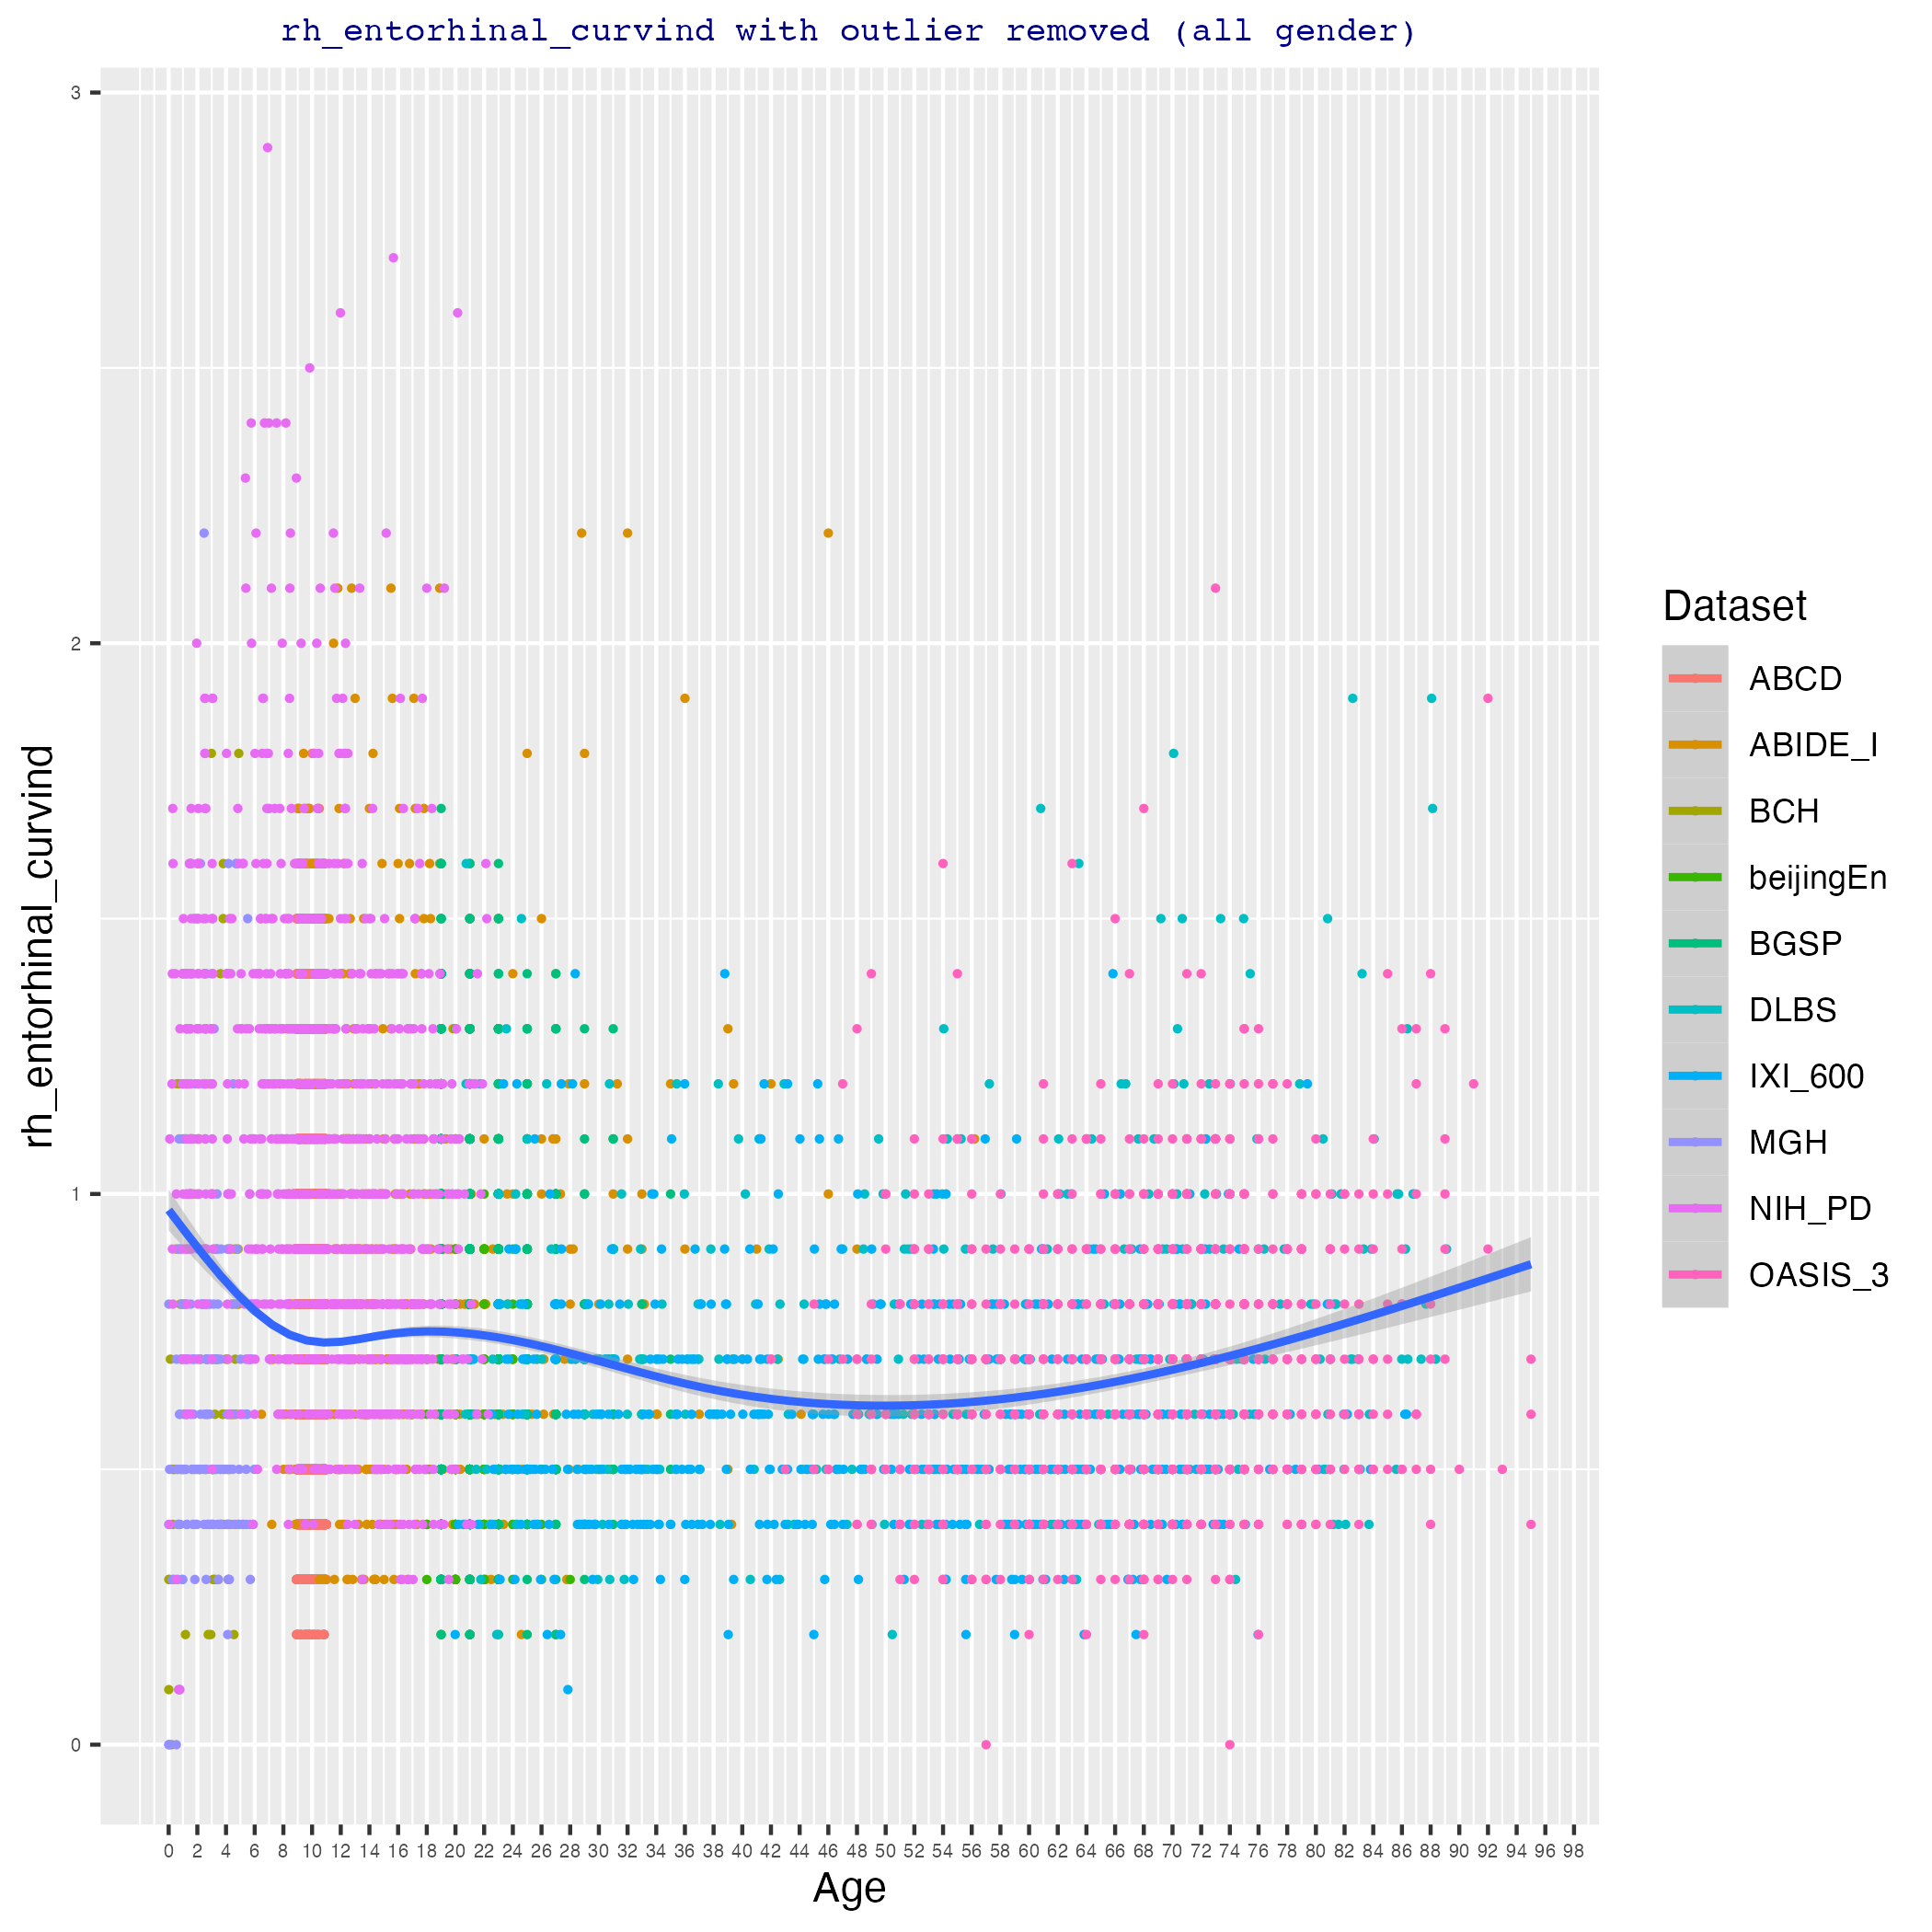 rh_entorhinal_curvind with outlier removed (all gender)
3
2
1
0
rh_entorhinal_curvind
0 2 4 6 8 10 12 14 16 18 20 22 24 26 28 30 32 34 36 38 40 42 44 46 48 50 52 54 56 58 60 62 64 66 68 70 72 74 76 78 80 82 84 86 88 90 92 94 96 98
Age
Dataset
ABCD
ABIDE_I
BCH
beijingEn
BGSP
DLBS
IXI_600
MGH
NIH_PD
OASIS_3